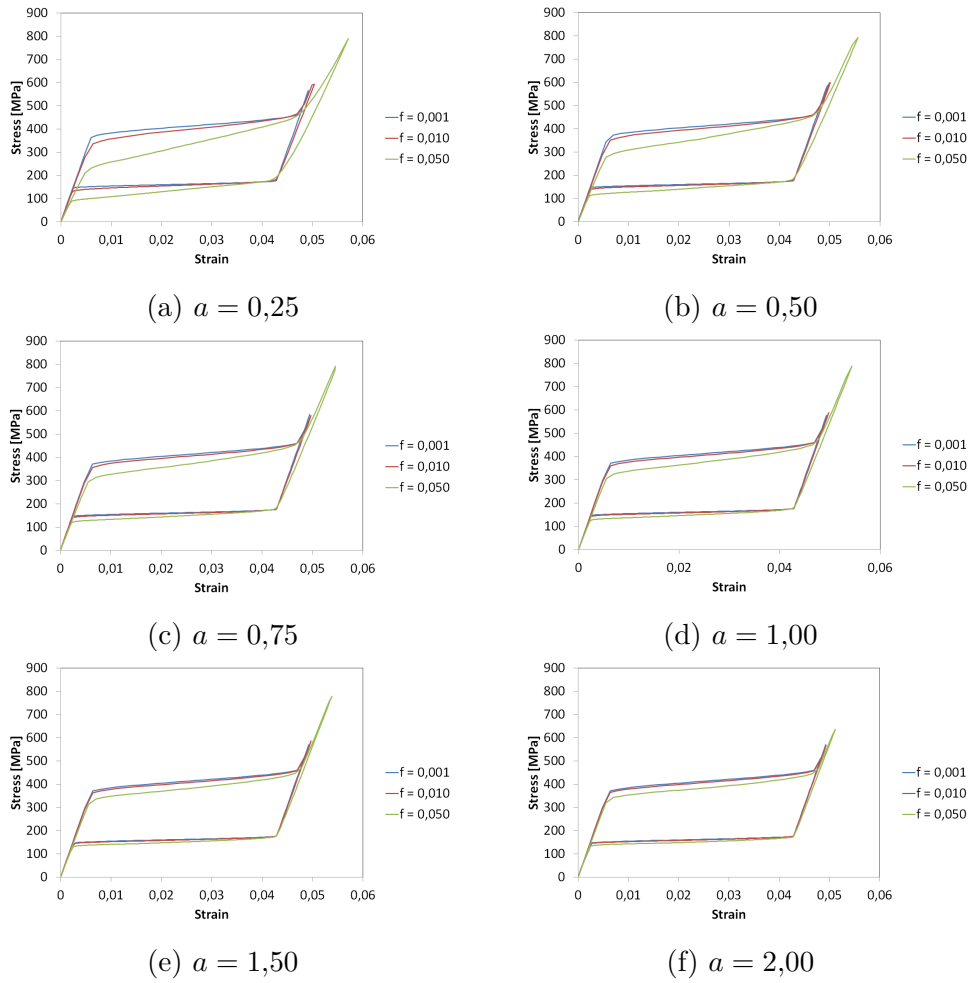 900
800
700
600
500
400
300
200
100
0
Stress [MPa]
0
0,01
0,02
0,03
0,04
0,05
0,06
Strain
f = 0,001
f = 0,010
f = 0,050
(a) a = 0,25
900
800
700
600
500
400
300
200
100
0
Stress [MPa]
0
0,01
0,02
0,03
0,04
0,05
0,06
Strain
f = 0,001
f = 0,010
f = 0,050
(b) a = 0,50
900
800
700
600
500
400
300
200
100
0
Stress [MPa]
0
0,01
0,02
0,03
0,04
0,05
0,06
Strain
f = 0,001
f = 0,010
f = 0,050
(c) a = 0,75
900
800
700
600
500
400
300
200
100
0
Stress [MPa]
0
0,02
0,04
0,06
Strain
f = 0,001
f = 0,010
f = 0,050
(d) a = 1,00
900
800
700
600
500
400
300
200
100
0
Stress [MPa]
0
0,01
0,02
0,03
0,04
0,05
0,06
Strain
f = 0,001
f = 0,010
f = 0,050
(e) a = 1,50
900
800
700
600
500
400
300
200
100
0
Stress [MPa]
0
0,01
0,02
0,03
0,04
0,05
0,06
Strain
f = 0,001
f = 0,010
f = 0,050
(f) a = 2,00